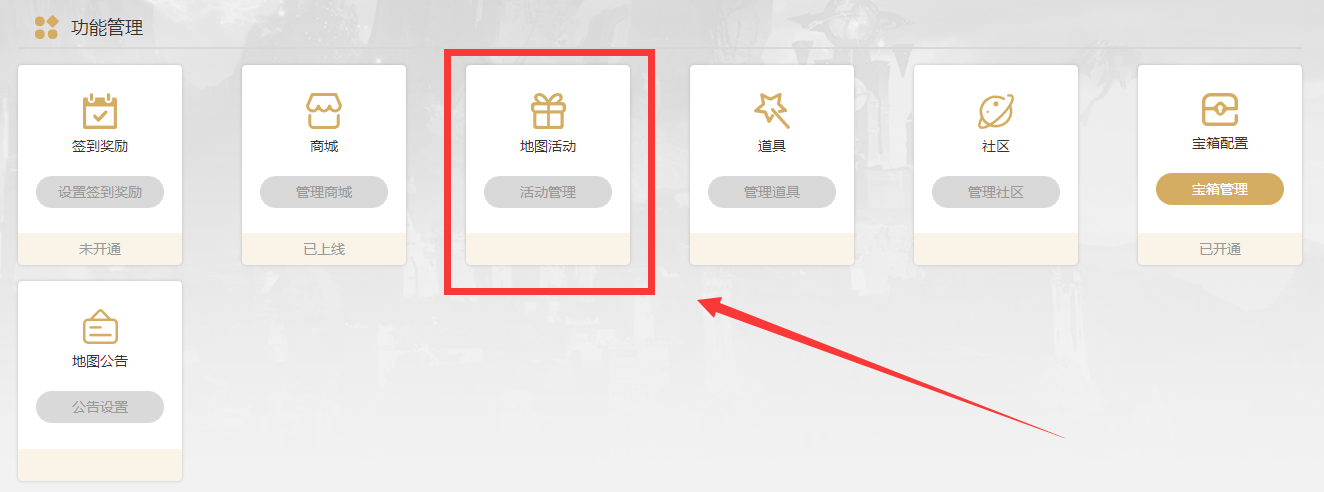 功能管理
签到奖励
设置签到奖励
未开通
商城
管理商城
已上线
地图活动
活动管理
道具
管理道具
社区
管理社区
宝箱配置
宝箱管理
已开通
地图公告
公告设置